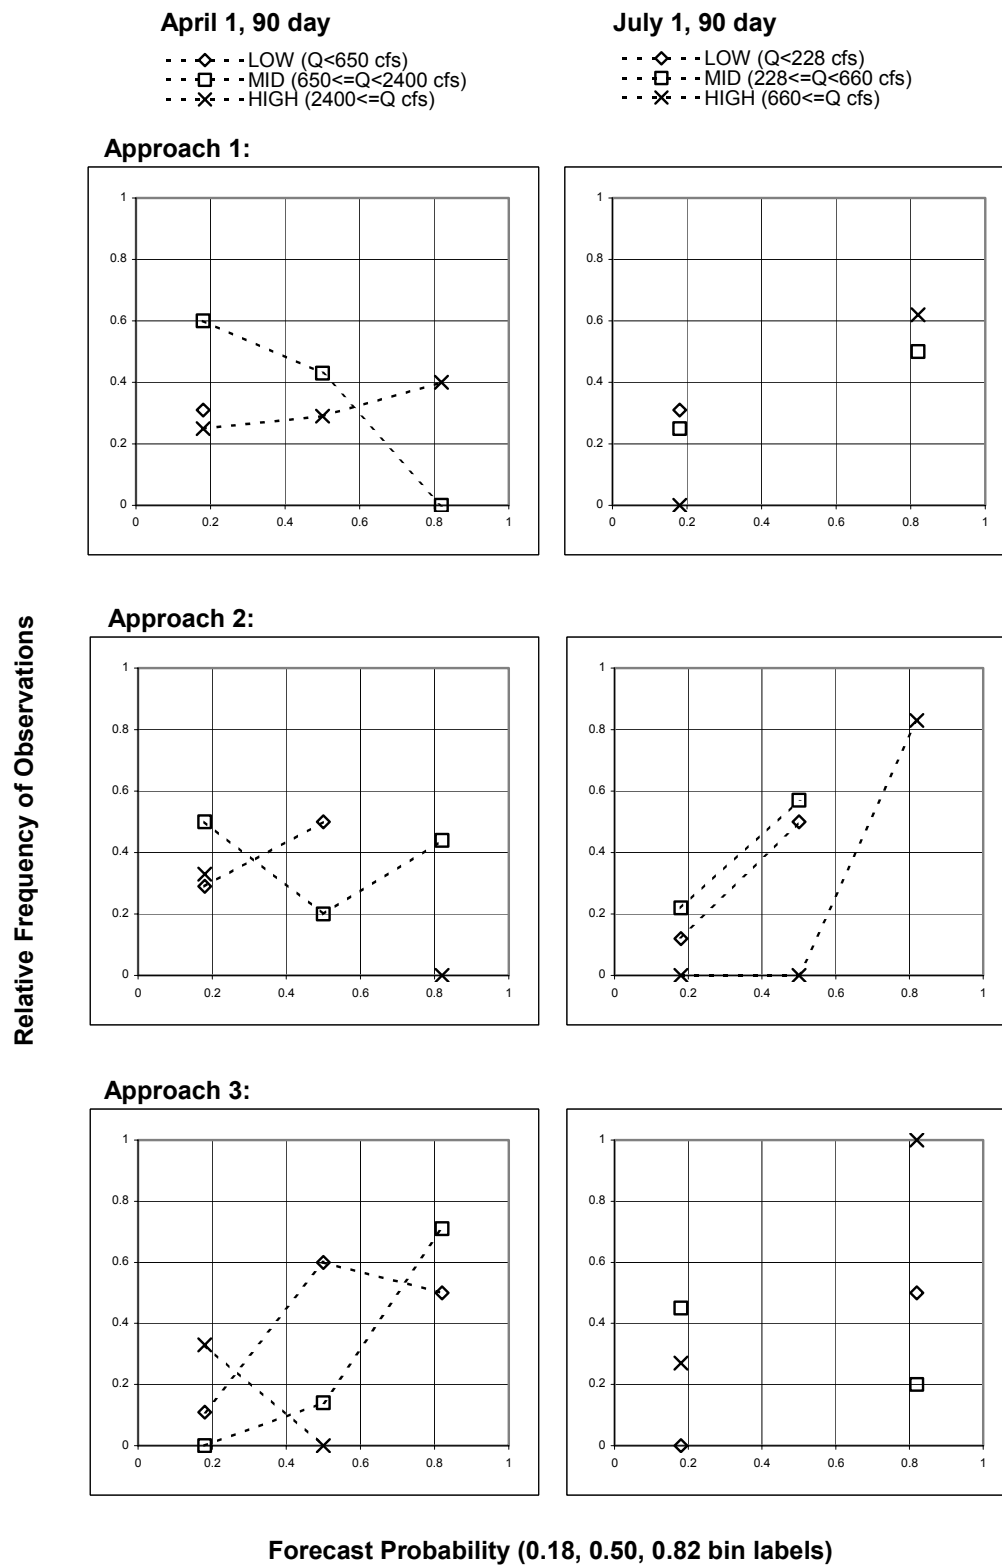 April 1, 90 day
LOW (Q<650 cfs)
MID (650<=Q<2400 cfs)
HIGH (2400<=Q cfs)
July 1, 90 day
LOW (Q<228 cfs)
MID (228<=Q<660 cfs)
HIGH (660<=Q cfs)
Approach 1:
1
0.8
0.6
0.4
0.2
0
0 0.2 0.4 0.6 0.8 1
1
0.8
0.6
0.4
0.2
0
0 0.2 0.4 0.6 0.8 1
Relative Frequency of Observations
Approach 2:
1
0.8
0.6
0.4
0.2
0
0 0.2 0.4 0.6 0.8 1
1
0.8
0.6
0.4
0.2
0
0 0.2 0.4 0.6 0.8 1
Approach 3:
1
0.8
0.6
0.4
0.2
0
0 0.2 0.4 0.6 0.8 1
1
0.8
0.6
0.4
0.2
0
0 0.2 0.4 0.6 0.8 1
Forecast Probability (0.18, 0.50, 0.82 bin labels)